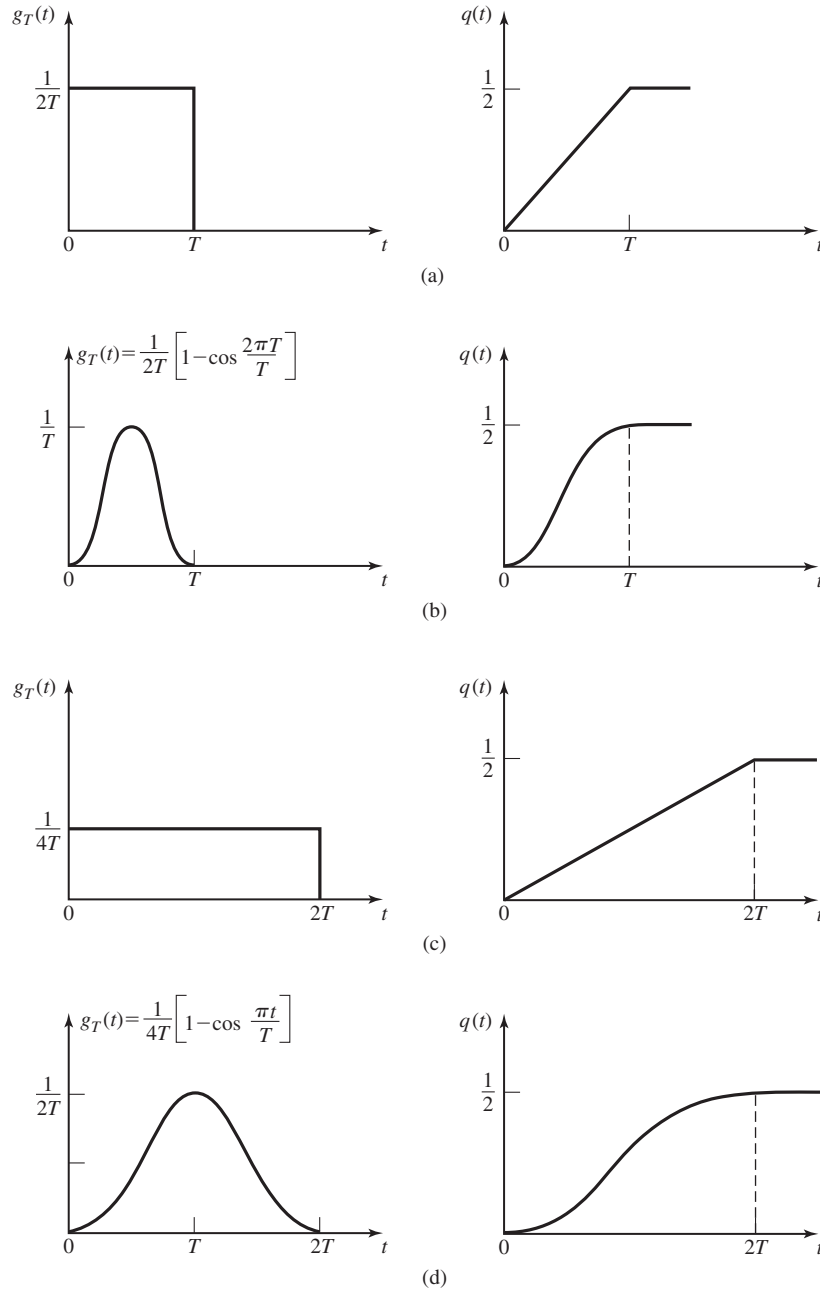 g_T(t)
1/2T
0
T
t
q(t)
1/2
0
T
t
(a)
g_T(t)=1/2T[1−cos 2πT/T]
1/T
0
T
t
q(t)
1/2
0
T
t
(b)
g_T(t)
1/4T
0
2T
t
q(t)
1/2
0
2T
t
(c)
g_T(t)=1/4T[1−cos πt/T]
1/2T
0
T
2T
t
q(t)
1/2
0
2T
t
(d)